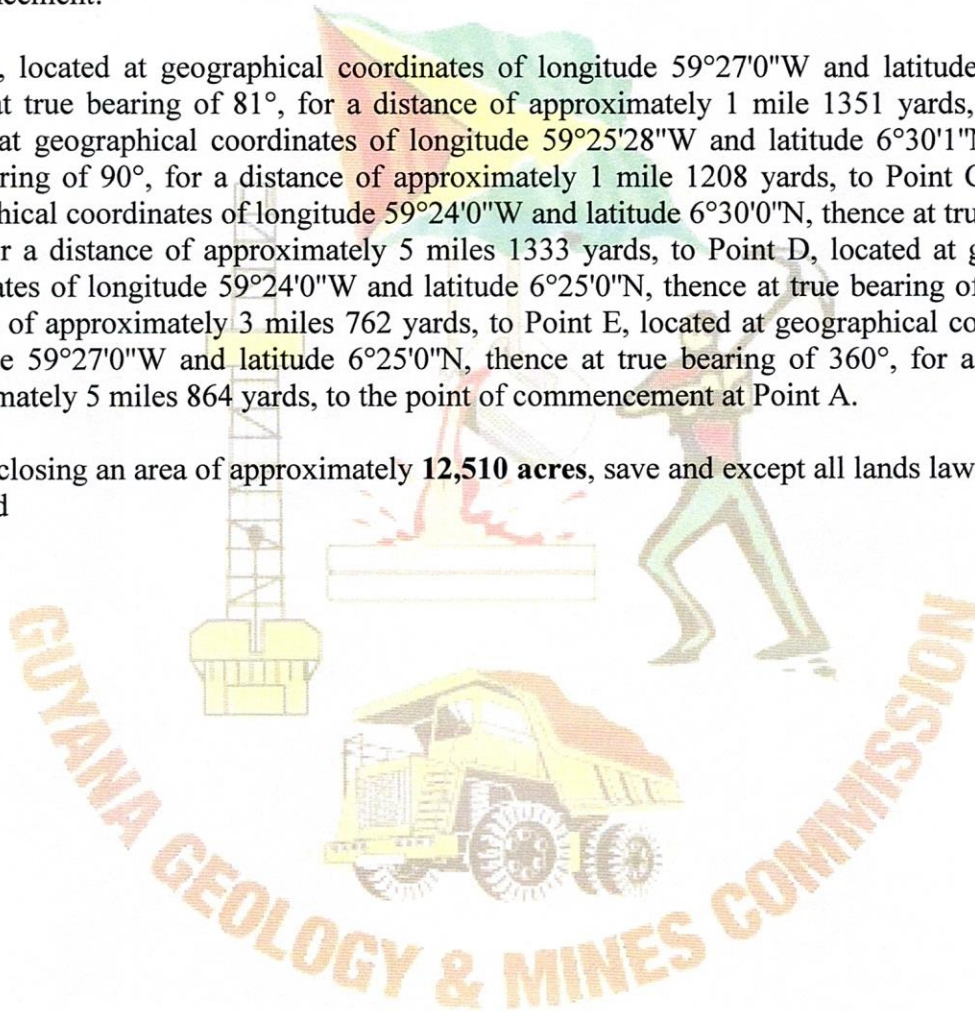 , located at geographical coordinates of longitude 59°27'0"W and latitude
at true bearing of 81°, for a distance of approximately 1 mile 1351 yards,
at geographical coordinates of longitude 59°25'28"W and latitude 6°30'1"
ring of 90°, for a distance of approximately 1 mile 1208 yards, to Point
hical coordinates of longitude 59°24'0"W and latitude 6°30'0"N, thence at tru
r a distance of approximately 5 miles 1333 yards, to Point D, located at g
ates of longitude 59°24'0"W and latitude 6°25'0"N, thence at true bearing of
of approximately 3 miles 762 yards, to Point E, located at geographical co
e 59°27'0"W and latitude 6°25'0"N, thence at true bearing of 360°, for a
mately 5 miles 864 yards, to the point of commencement at Point A.
closing an area of approximately 12,510 acres, save and except all lands law
d
GUYANA GEOLOGY & MINES COMMISSION